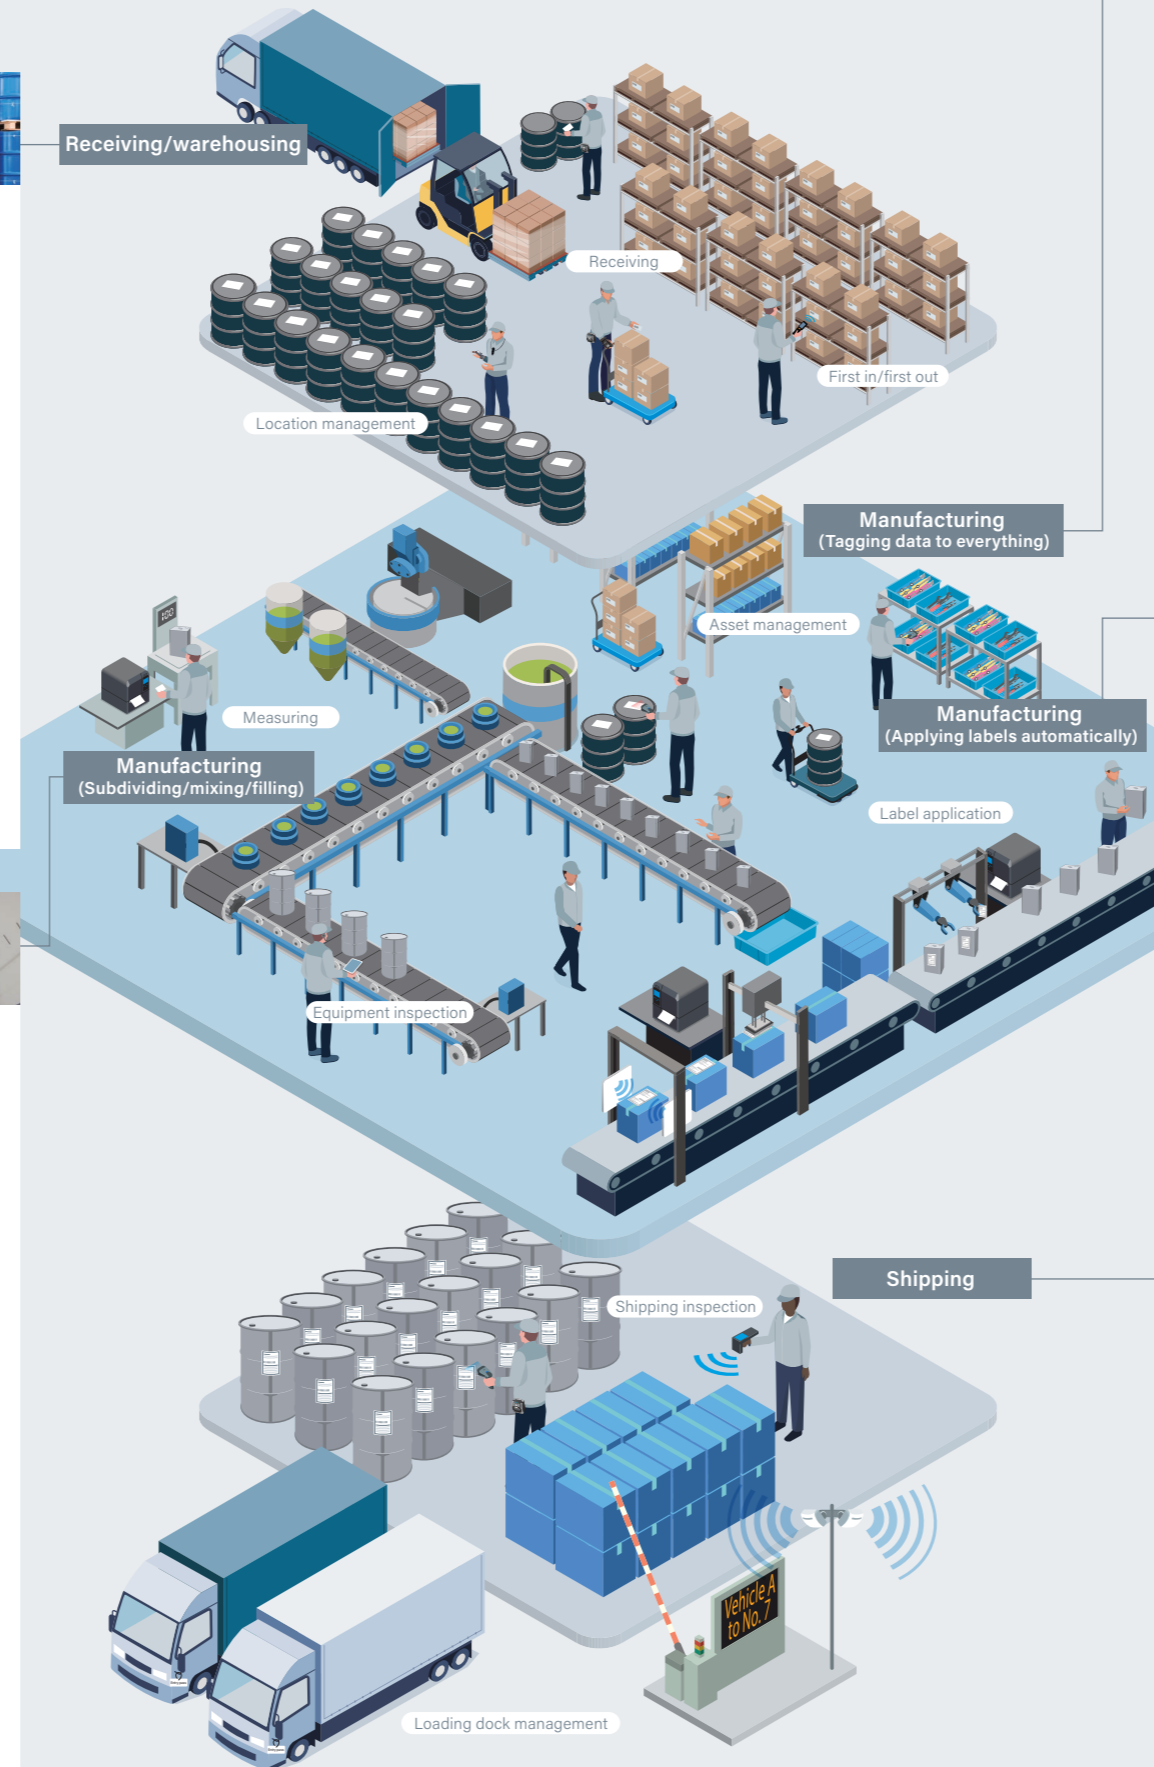 Receiving/warehousing
Receiving
First in/first out
Location management
Manufacturing
(Tagging data to everything)
Asset management
100
Measuring
Manufacturing
(Applying labels automatically)
Manufacturing
(Subdividing/mixing/filling)
Label application
Equipment inspection
Shipping
Shipping inspection
Vehicle A
to No. 7
Loading dock management